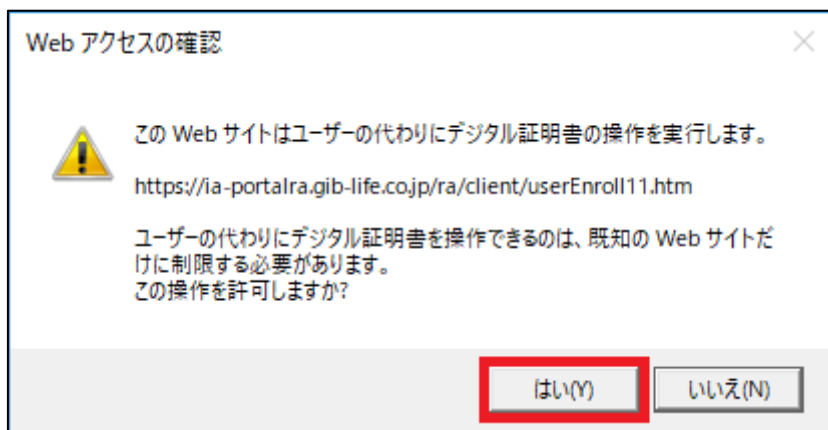 Web アクセスの確認
この Web サイトはユーザーの代わりにデジタル証明書の操作を実行します。
https://ia-portalra.gib-life.co.jp/ra/client/userEnroll11.htm
ユーザーの代わりにデジタル証明書を操作できるのは、既知の Web サイトだ
けに制限する必要があります。
この操作を許可しますか?
はい(Y)
いいえ(N)